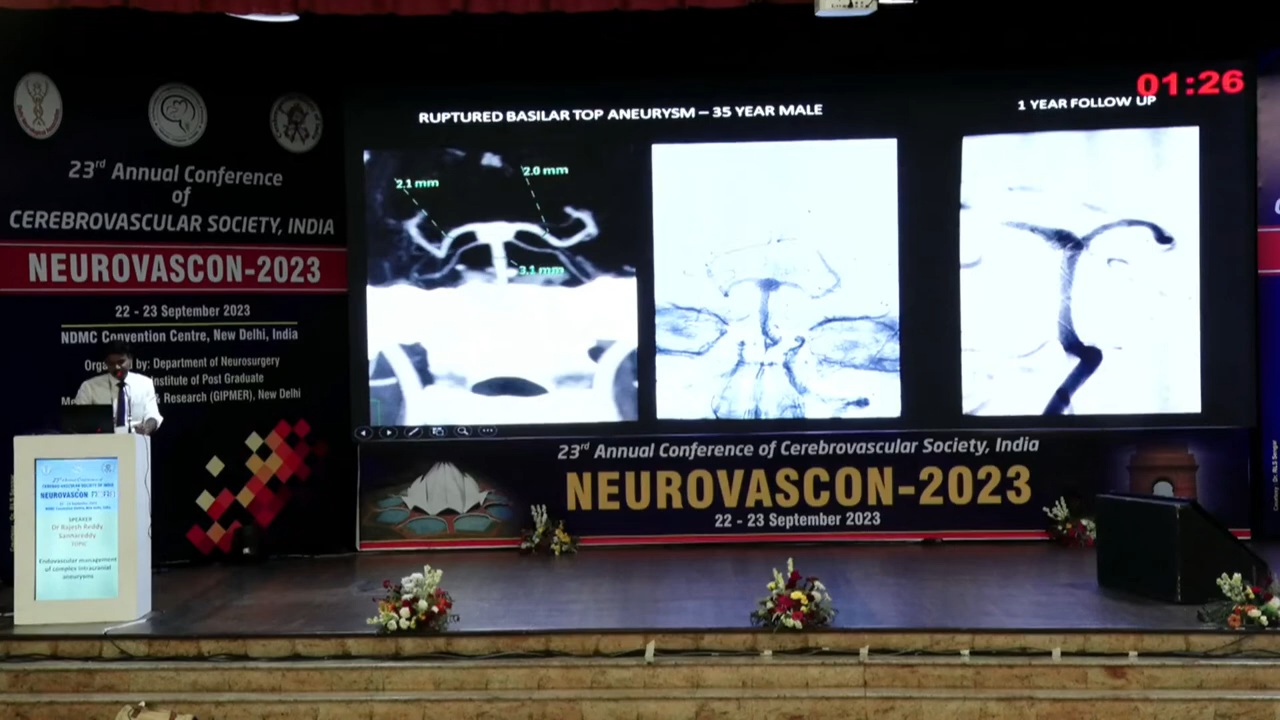 23rd Annual Conference
of
CEREBROVASCULAR SOCIETY, INDIA
NEUROVASCON-2023
22 - 23 September 2023
NDMC Convention Centre, New Delhi, India
by: Department of Neurosurgery
Institute of Post Graduate
& Research (GIPMER), New Delhi
RUPTURED BASILAR TOP ANEURYSM – 35 YEAR MALE
1 YEAR FOLLOW UP
01:26
2.1 mm
2.0 mm
3.1 mm
23rd Annual Conference of Cerebrovascular Society, India
NEUROVASCON-2023
22 - 23 September 2023
NEUROVASCON
SPEAKER
Dr Rajesh Reddy
Sannareddy
TOPIC
Endovascular management
of complex intracranial
aneurysms